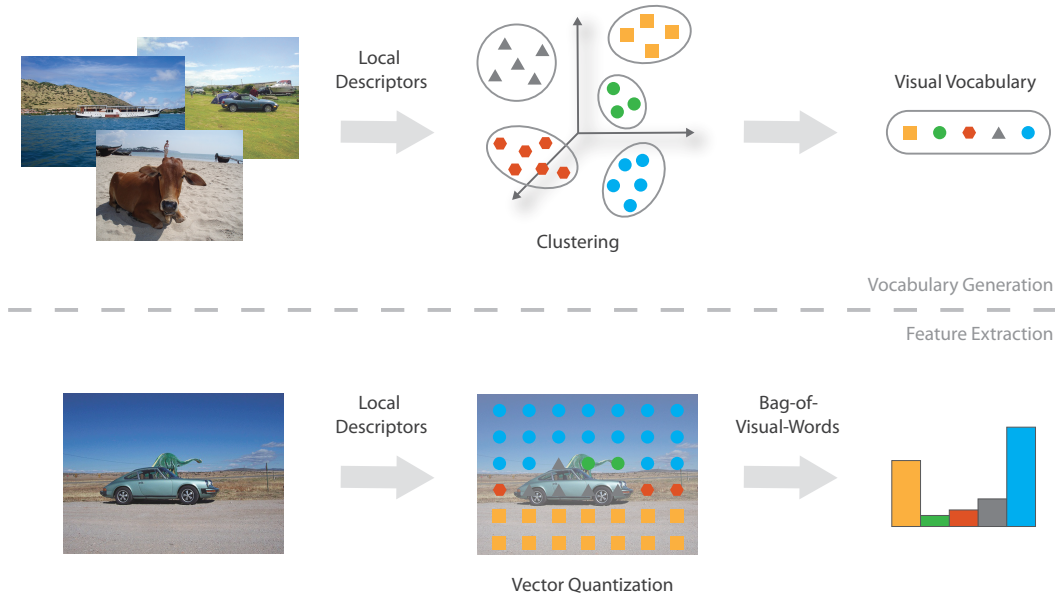 Local
Descriptors
Visual Vocabulary
Clustering
Vocabulary Generation
Feature Extraction
Local
Descriptors
Bag-of-
Visual-Words
Vector Quantization